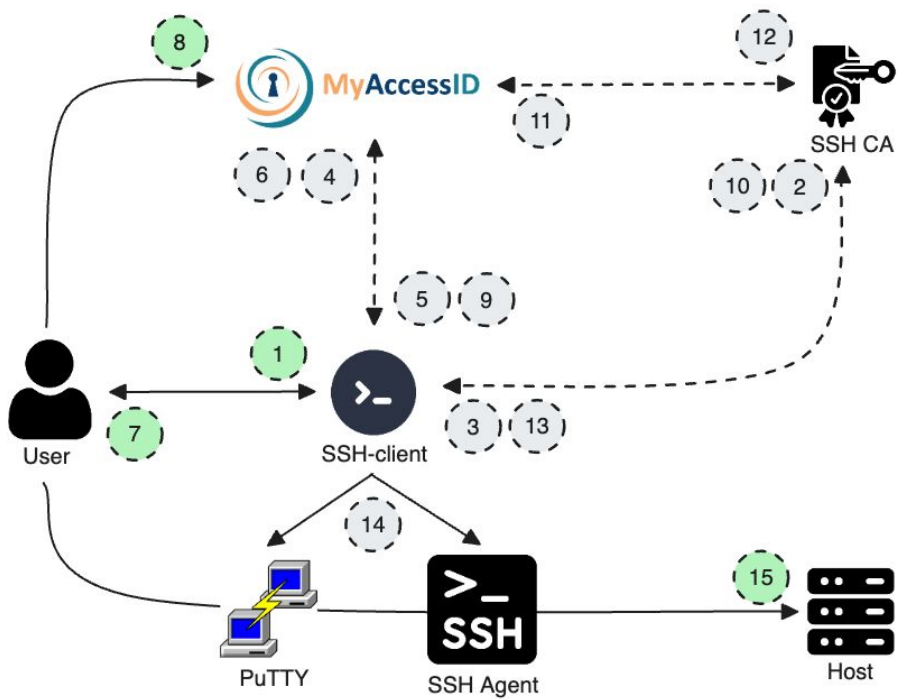 8
MyAccessID
12
11
SSH CA
6
4
10
2
5
9
1
7
User
>_
SSH-client
3
13
14
15
PuTTY
>_
SSH
SSH Agent
Host